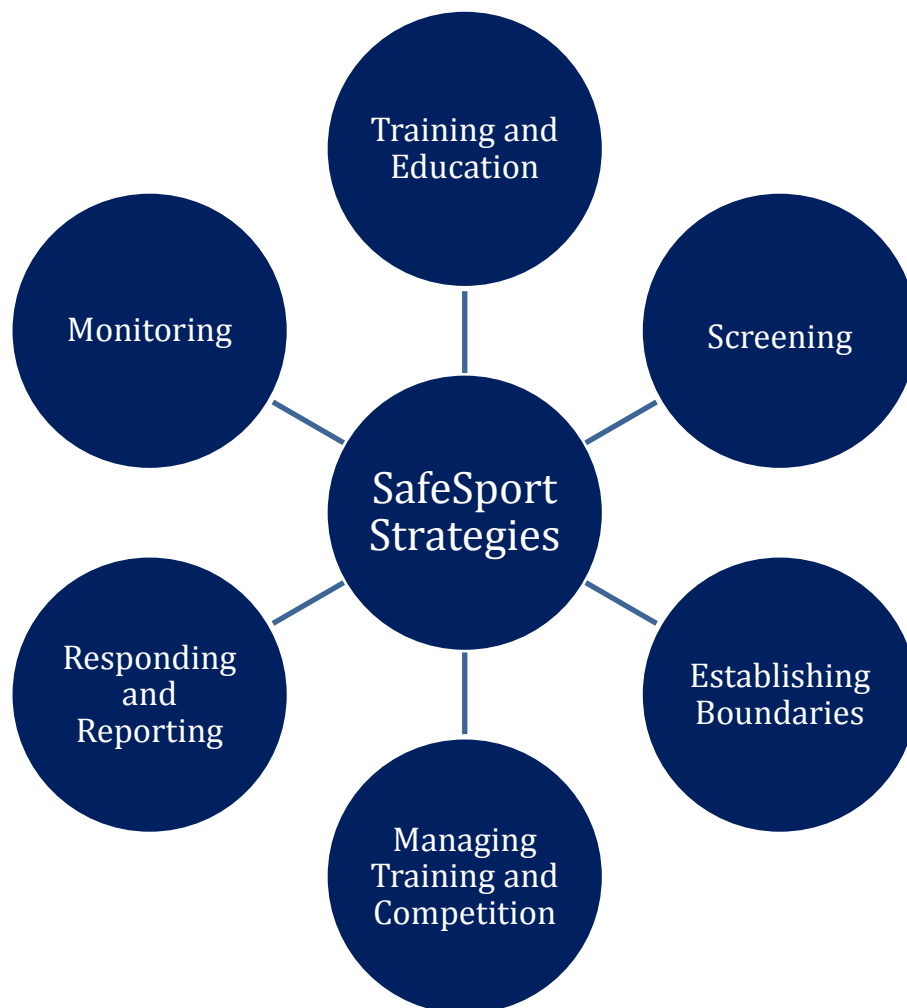 Training and
Education
Monitoring
Screening
SafeSport
Strategies
Responding
and
Reporting
Establishing
Boundaries
Managing
Training and
Competition